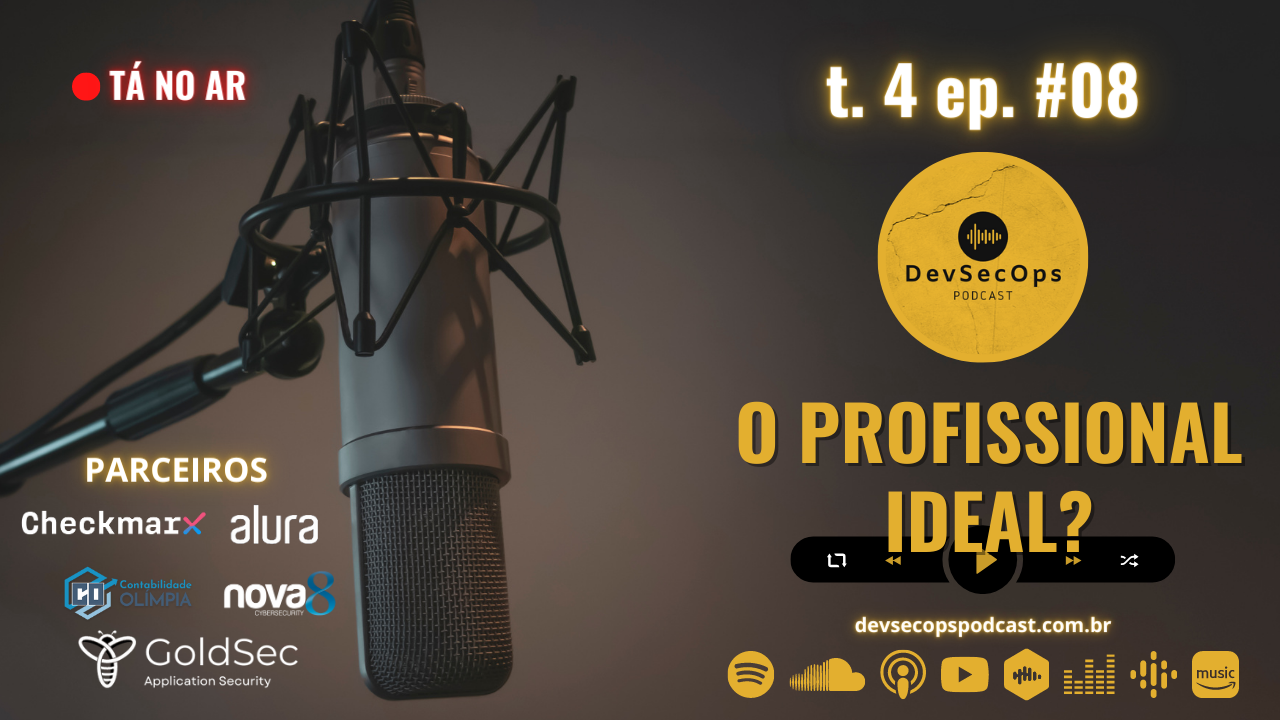 TÁ NO AR
t. 4 ep. #08
DevSecOps
PODCAST
O PROFISSIONAL
IDEAL?
devsecopspodcast.com.br
music
PARCEIROS
Checkmarx
alura
Contabilidade
OLÍMPIA
CO
nova8
CYBERSECURITY
GoldSec
Application Security